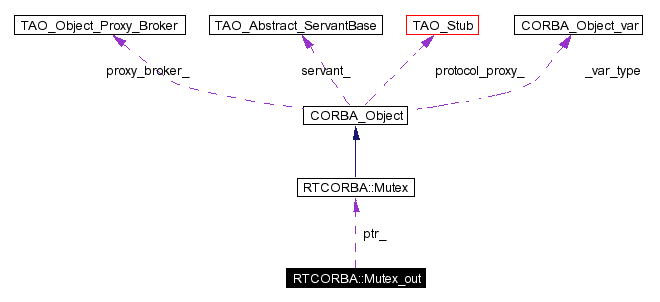 TAO_Object_Proxy_Broker
TAO_Abstract_ServantBase
TAO_Stub
CORBA_Object_var
proxy_broker_
servant_
protocol_proxy_
_var_type
CORBA_Object
RTCORBA::Mutex
ptr_
RTCORBA::Mutex_out